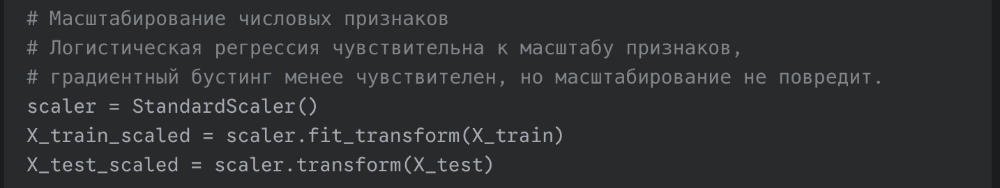 # Масштабирование числовых признаков
# Логистическая регрессия чувствительна к масштабу признаков,
# градиентный бустинг менее чувствителен, но масштабирование не повредит.
scaler = StandardScaler()
X_train_scaled = scaler.fit_transform(X_train)
X_test_scaled = scaler.transform(X_test)